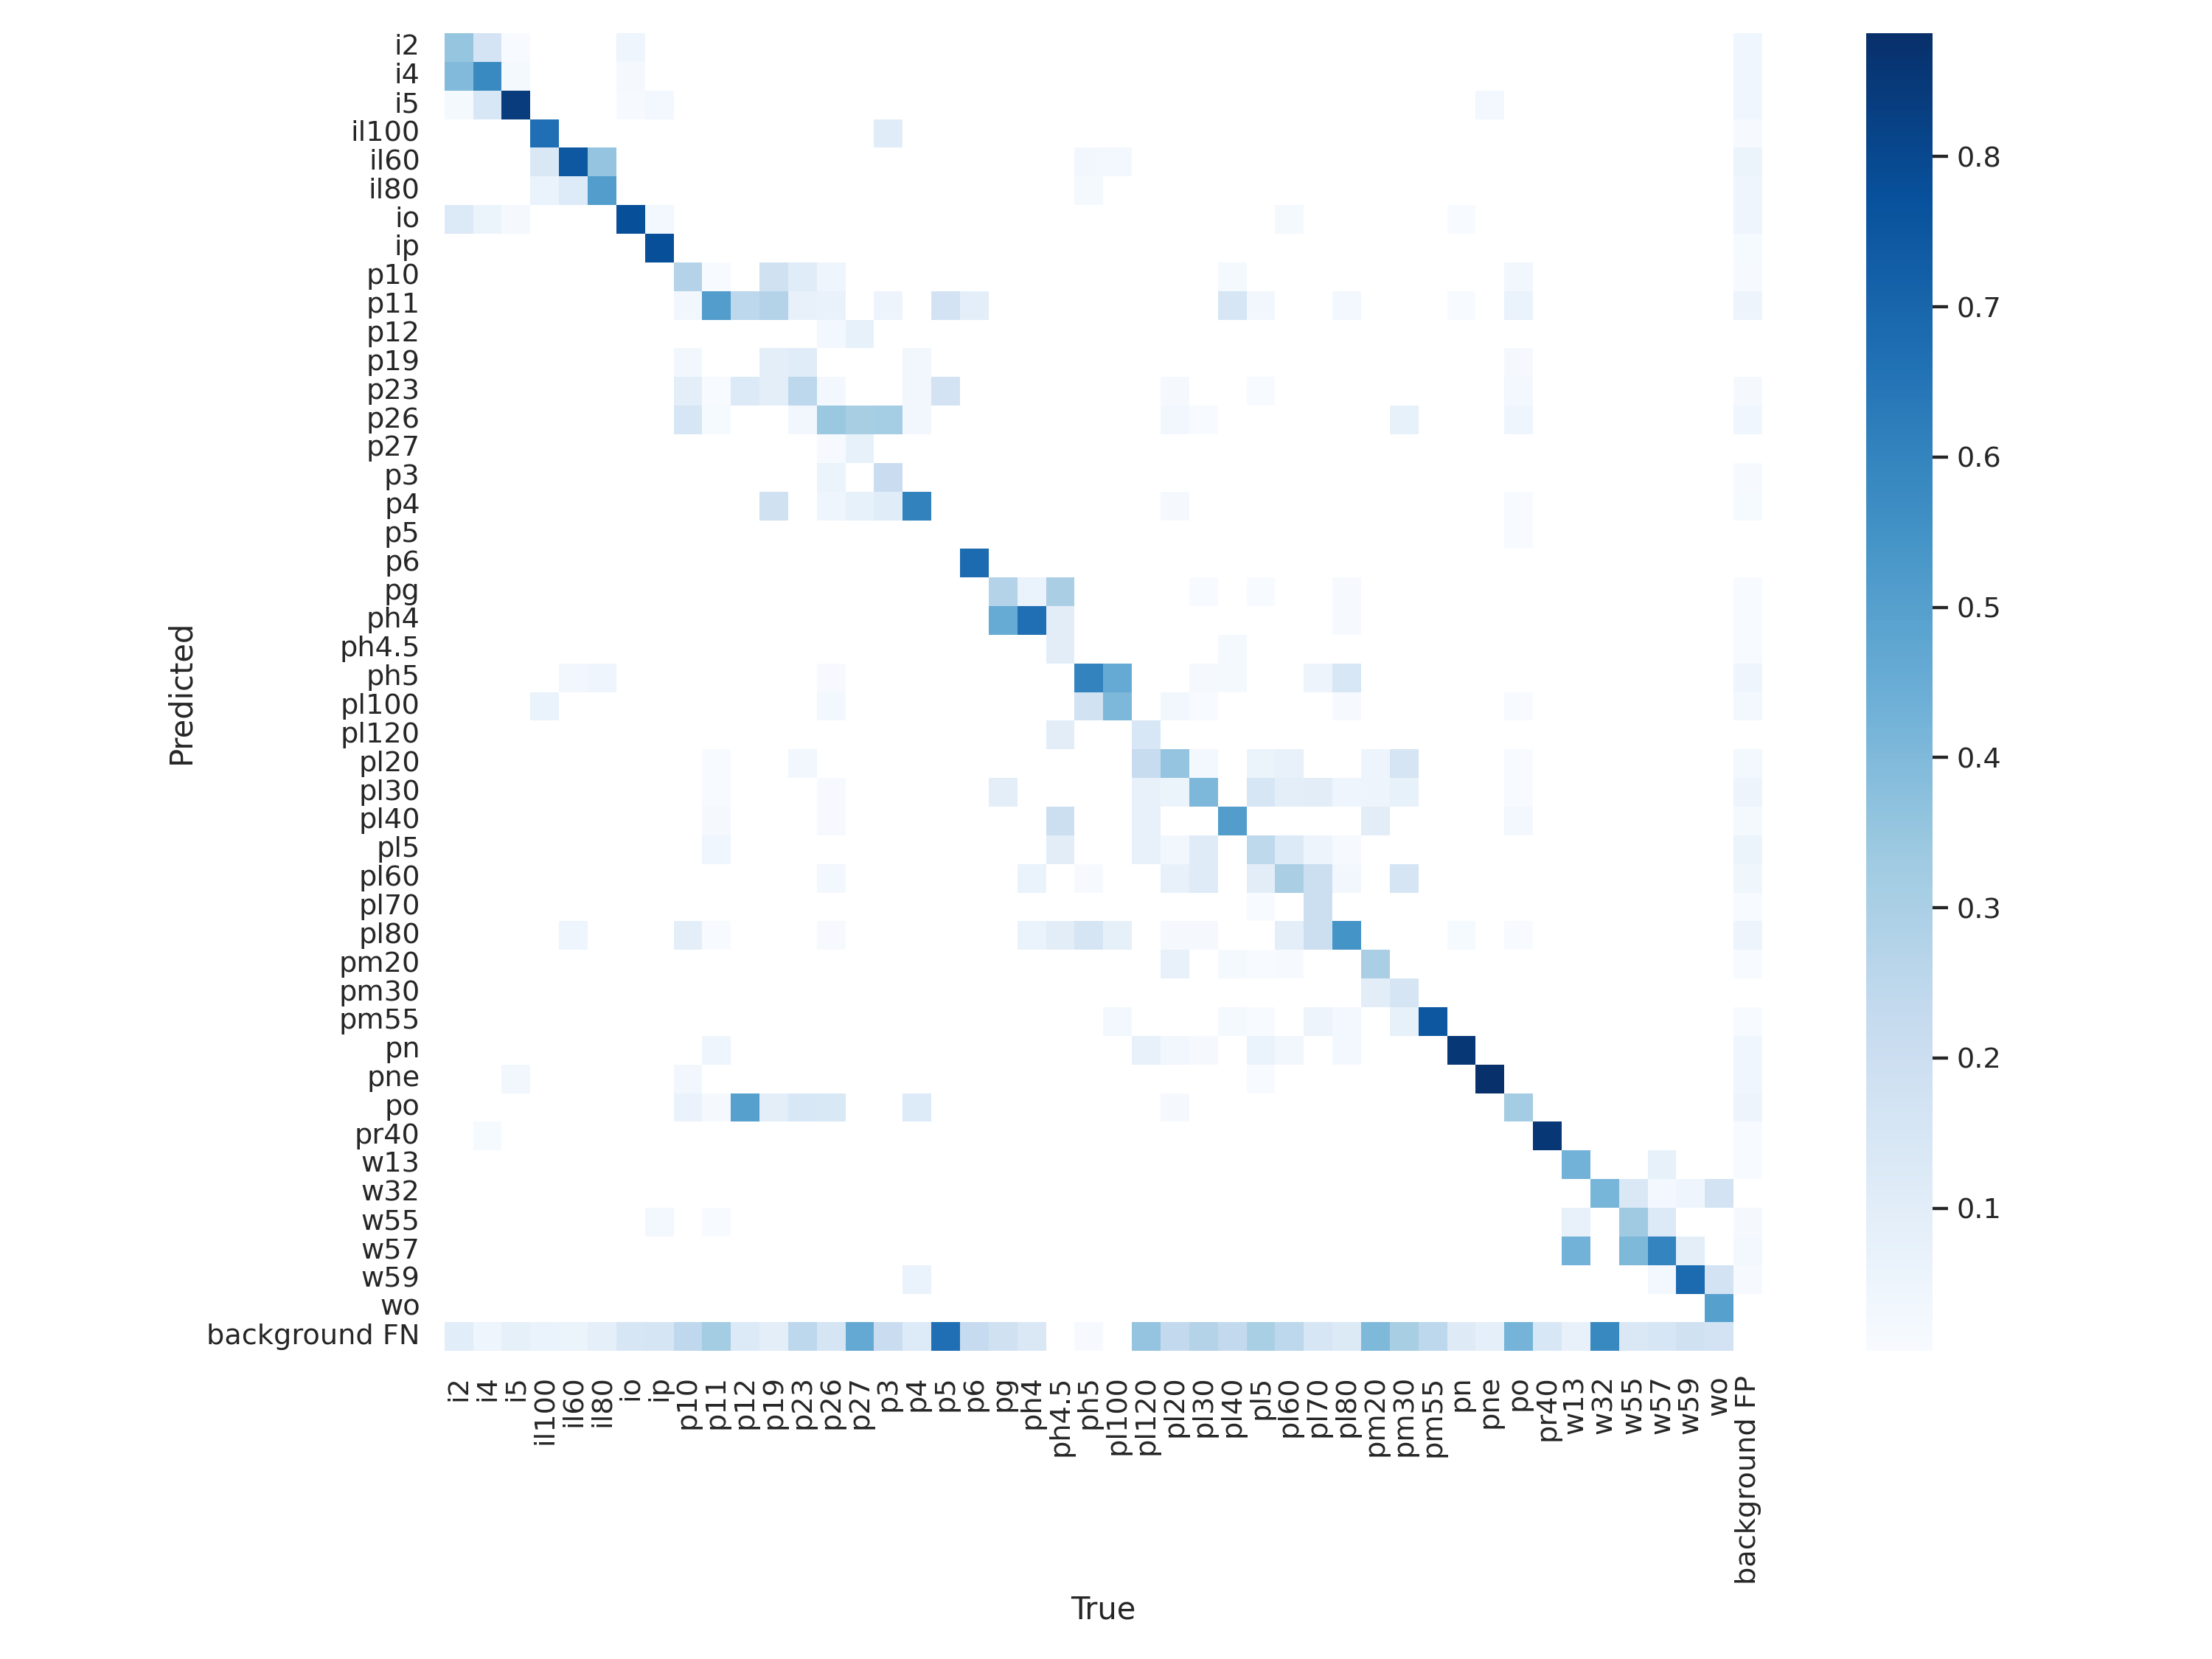 i2
i4
i5
il100
il60
il80
io
ip
p10
p11
p12
p19
p23
p26
p27
p3
p4
p5
p6
pg
ph4
ph4.5
ph5
pl100
pl120
pl20
pl30
pl40
pl5
pl60
pl70
pl80
pm20
pm30
pm55
pn
pne
po
pr40
w13
w32
w55
w57
w59
wo
background FN
Predicted
i2
i4
i5
il100
il60
il80
io
ip
p10
p11
p12
p19
p23
p26
p27
p3
p4
p5
p6
pg
ph4
ph4.5
ph5
pl100
pl120
pl20
pl30
pl40
pl5
pl60
pl70
pl80
pm20
pm30
pm55
pn
pne
po
pr40
w13
w32
w55
w57
w59
wo
background FP
True
0.8
0.7
0.6
0.5
0.4
0.3
0.2
0.1